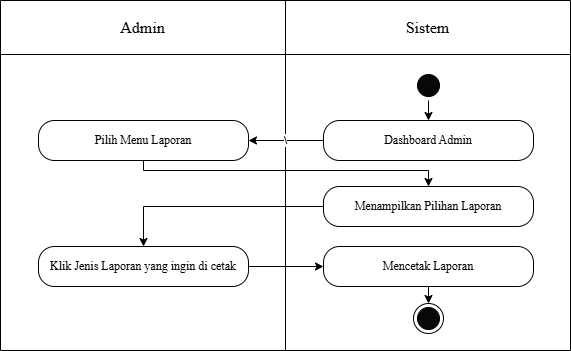 Admin
Sistem
Dashboard Admin
Pilih Menu Laporan
\
Menampilkan Pilihan Laporan
Klik Jenis Laporan yang ingin di cetak
Mencetak Laporan